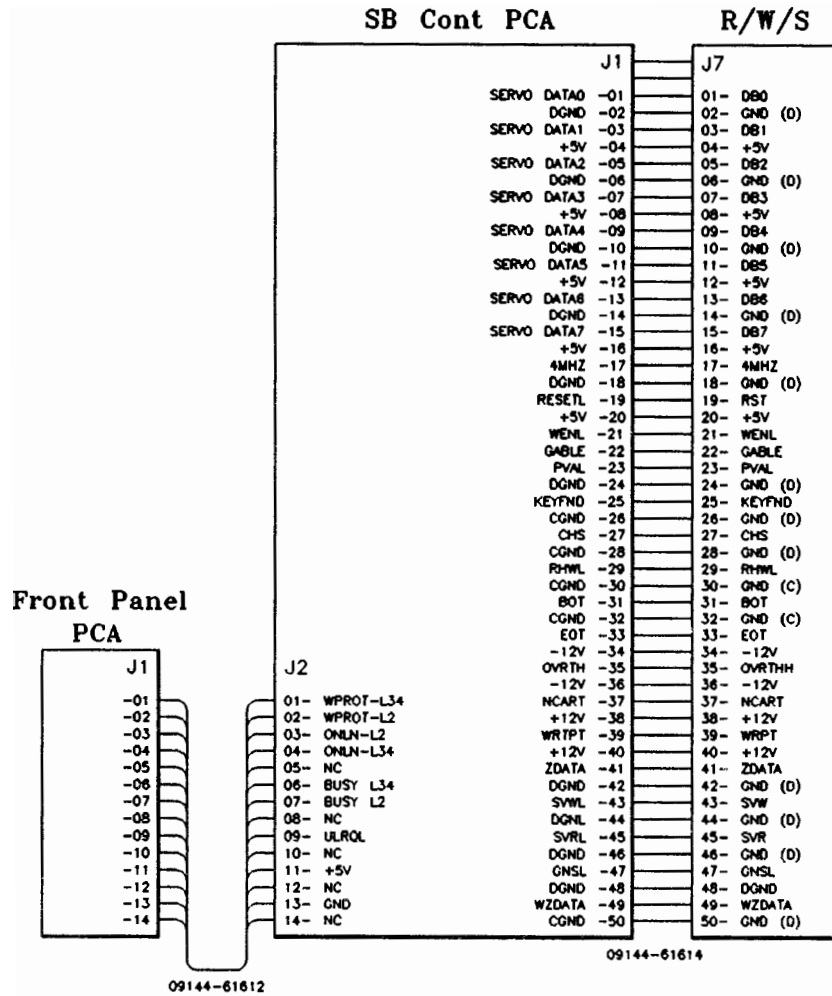 SB Cont PCA
R/W/S
J1
J7
SERVO DATA0 -01 01- DB0
DGND -02 02- GND (D)
SERVO DATA1 -03 03- DB1
+5V -04 04- +5V
SERVO DATA2 -05 05- DB2
DGND -06 06- GND (D)
SERVO DATA3 -07 07- DB3
+5V -08 08- +5V
SERVO DATA4 -09 09- DB4
DGND -10 10- GND (D)
SERVO DATA5 -11 11- DB5
+5V -12 12- +5V
SERVO DATA6 -13 13- DB6
DGND -14 14- GND (D)
SERVO DATA7 -15 15- DB7
+5V -16 16- +5V
4MHZ -17 17- 4MHZ
DGND -18 18- GND (D)
RESETL -19 19- RST
+5V -20 20- +5V
WENL -21 21- WENL
GABLE -22 22- GABLE
PVAL -23 23- PVAL
DGND -24 24- GND (D)
KEYFND -25 25- KEYFND
CGND -26 26- GND (D)
CHS -27 27- CHS
CGND -28 28- GND (D)
RHWL -29 29- RHWL
CGND -30 30- GND (C)
BOT -31 31- BOT
CGND -32 32- GND (C)
EOT -33 33- EOT
-12V -34 34- -12V
OVRTH -35 35- OVRTHH
-12V -36 36- -12V
NCART -37 37- NCART
+12V -38 38- +12V
WRTPT -39 39- WRPT
+12V -40 40- +12V
ZDATA -41 41- ZDATA
DGND -42 42- GND (D)
SVWL -43 43- SVW
DGNL -44 44- GND (D)
SVRL -45 45- SVR
DGND -46 46- GND (D)
GNSL -47 47- GNSL
DGND -48 48- DGND
WZDATA -49 49- WZDATA
CGND -50 50- GND (D)
09144-61614
Front Panel
PCA
J1
J2
-01 01- WPROT-L34
-02 02- WPROT-L2
-03 03- ONLN-L2
-04 04- ONLN-L34
-05 05- NC
-06 06- BUSY L34
-07 07- BUSY L2
-08 08- NC
-09 09- ULRQL
-10 10- NC
-11 11- +5V
-12 12- NC
-13 13- GND
-14 14- NC
09144-61612